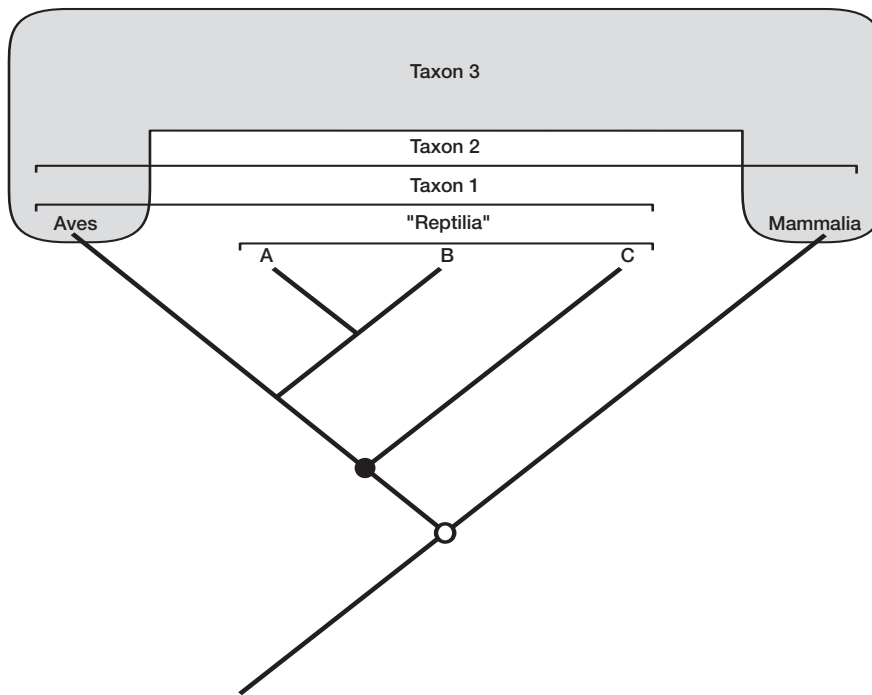 Taxon 3
Taxon 2
Taxon 1
Aves
"Reptilia"
Mammalia
A
B
C